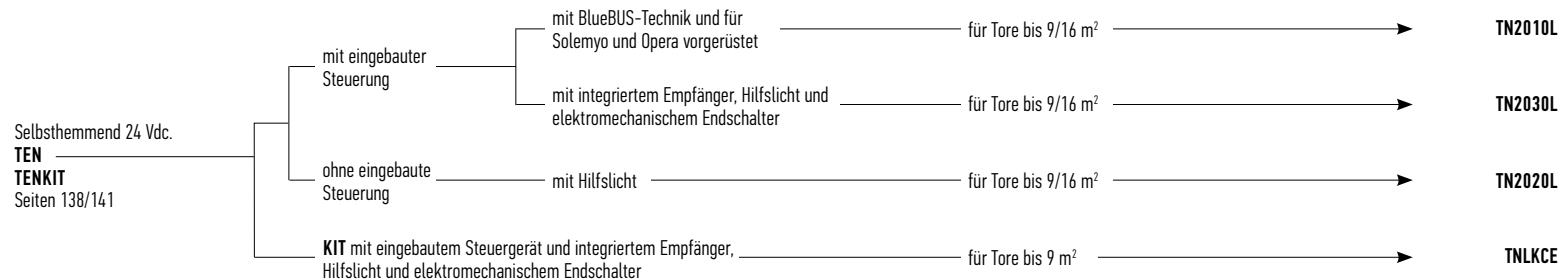 Selbsthemmend 24 Vdc.
TEN
TENKIT
Seiten 138/141
mit eingebauter
Steuerung
mit BlueBUS-Technik und für
Solemyo und Opera vorgerüstet
für Tore bis 9/16 m²
TN2010L
mit integriertem Empfänger, Hilfslicht und
elektromechanischem Endschalter
für Tore bis 9/16 m²
TN2030L
ohne eingebaute
Steuerung
mit Hilfslicht
für Tore bis 9/16 m²
TN2020L
KIT mit eingebautem Steuergerät und integriertem Empfänger,
Hilfslicht und elektromechanischem Endschalter
für Tore bis 9 m²
TNLKCE